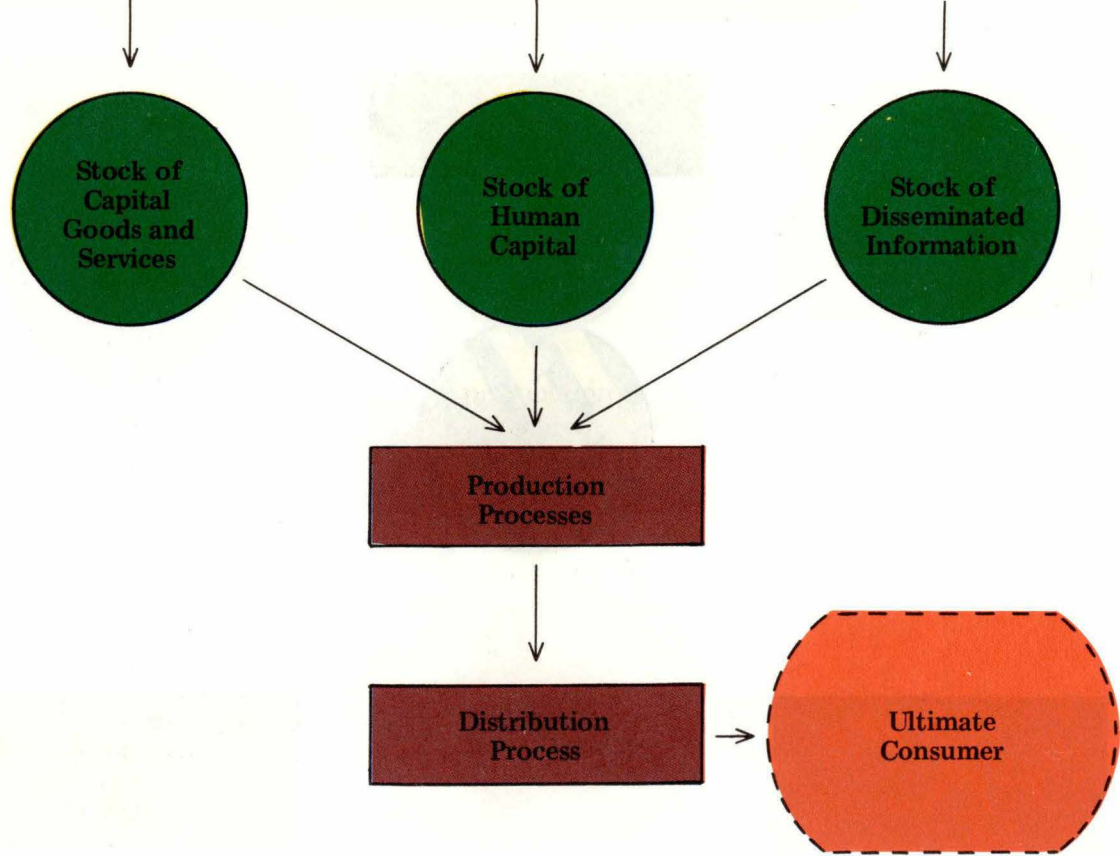 Stock of
Capital
Goods and
Services
Stock of
Human
Capital
Stock of
Disseminated
Information
Production
Processes
Distribution
Process
Ultimate
Consumer